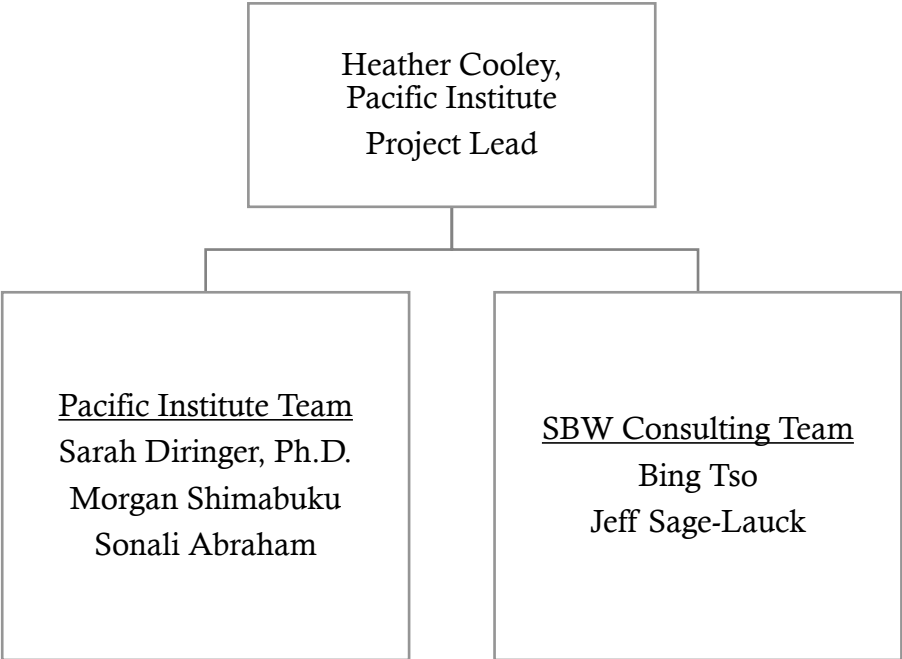 Heather Cooley,
Pacific Institute
Project Lead
Pacific Institute Team
Sarah Diringer, Ph.D.
Morgan Shimabuku
Sonali Abraham
SBW Consulting Team
Bing Tso
Jeff Sage-Lauck